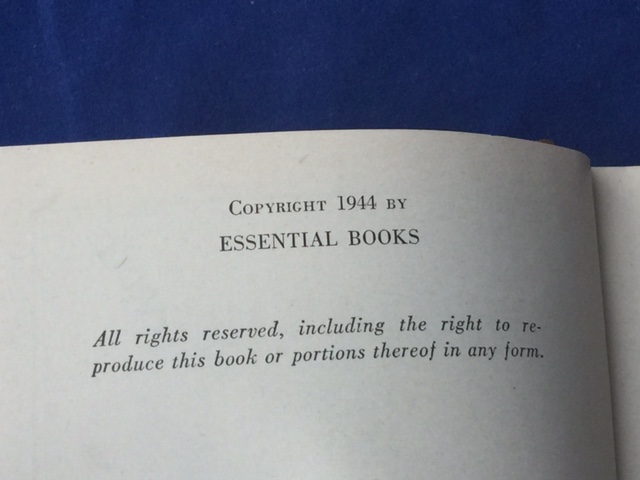 Copyright 1944 by
ESSENTIAL BOOKS
All rights reserved, including the right to re-
produce this book or portions thereof in any form.